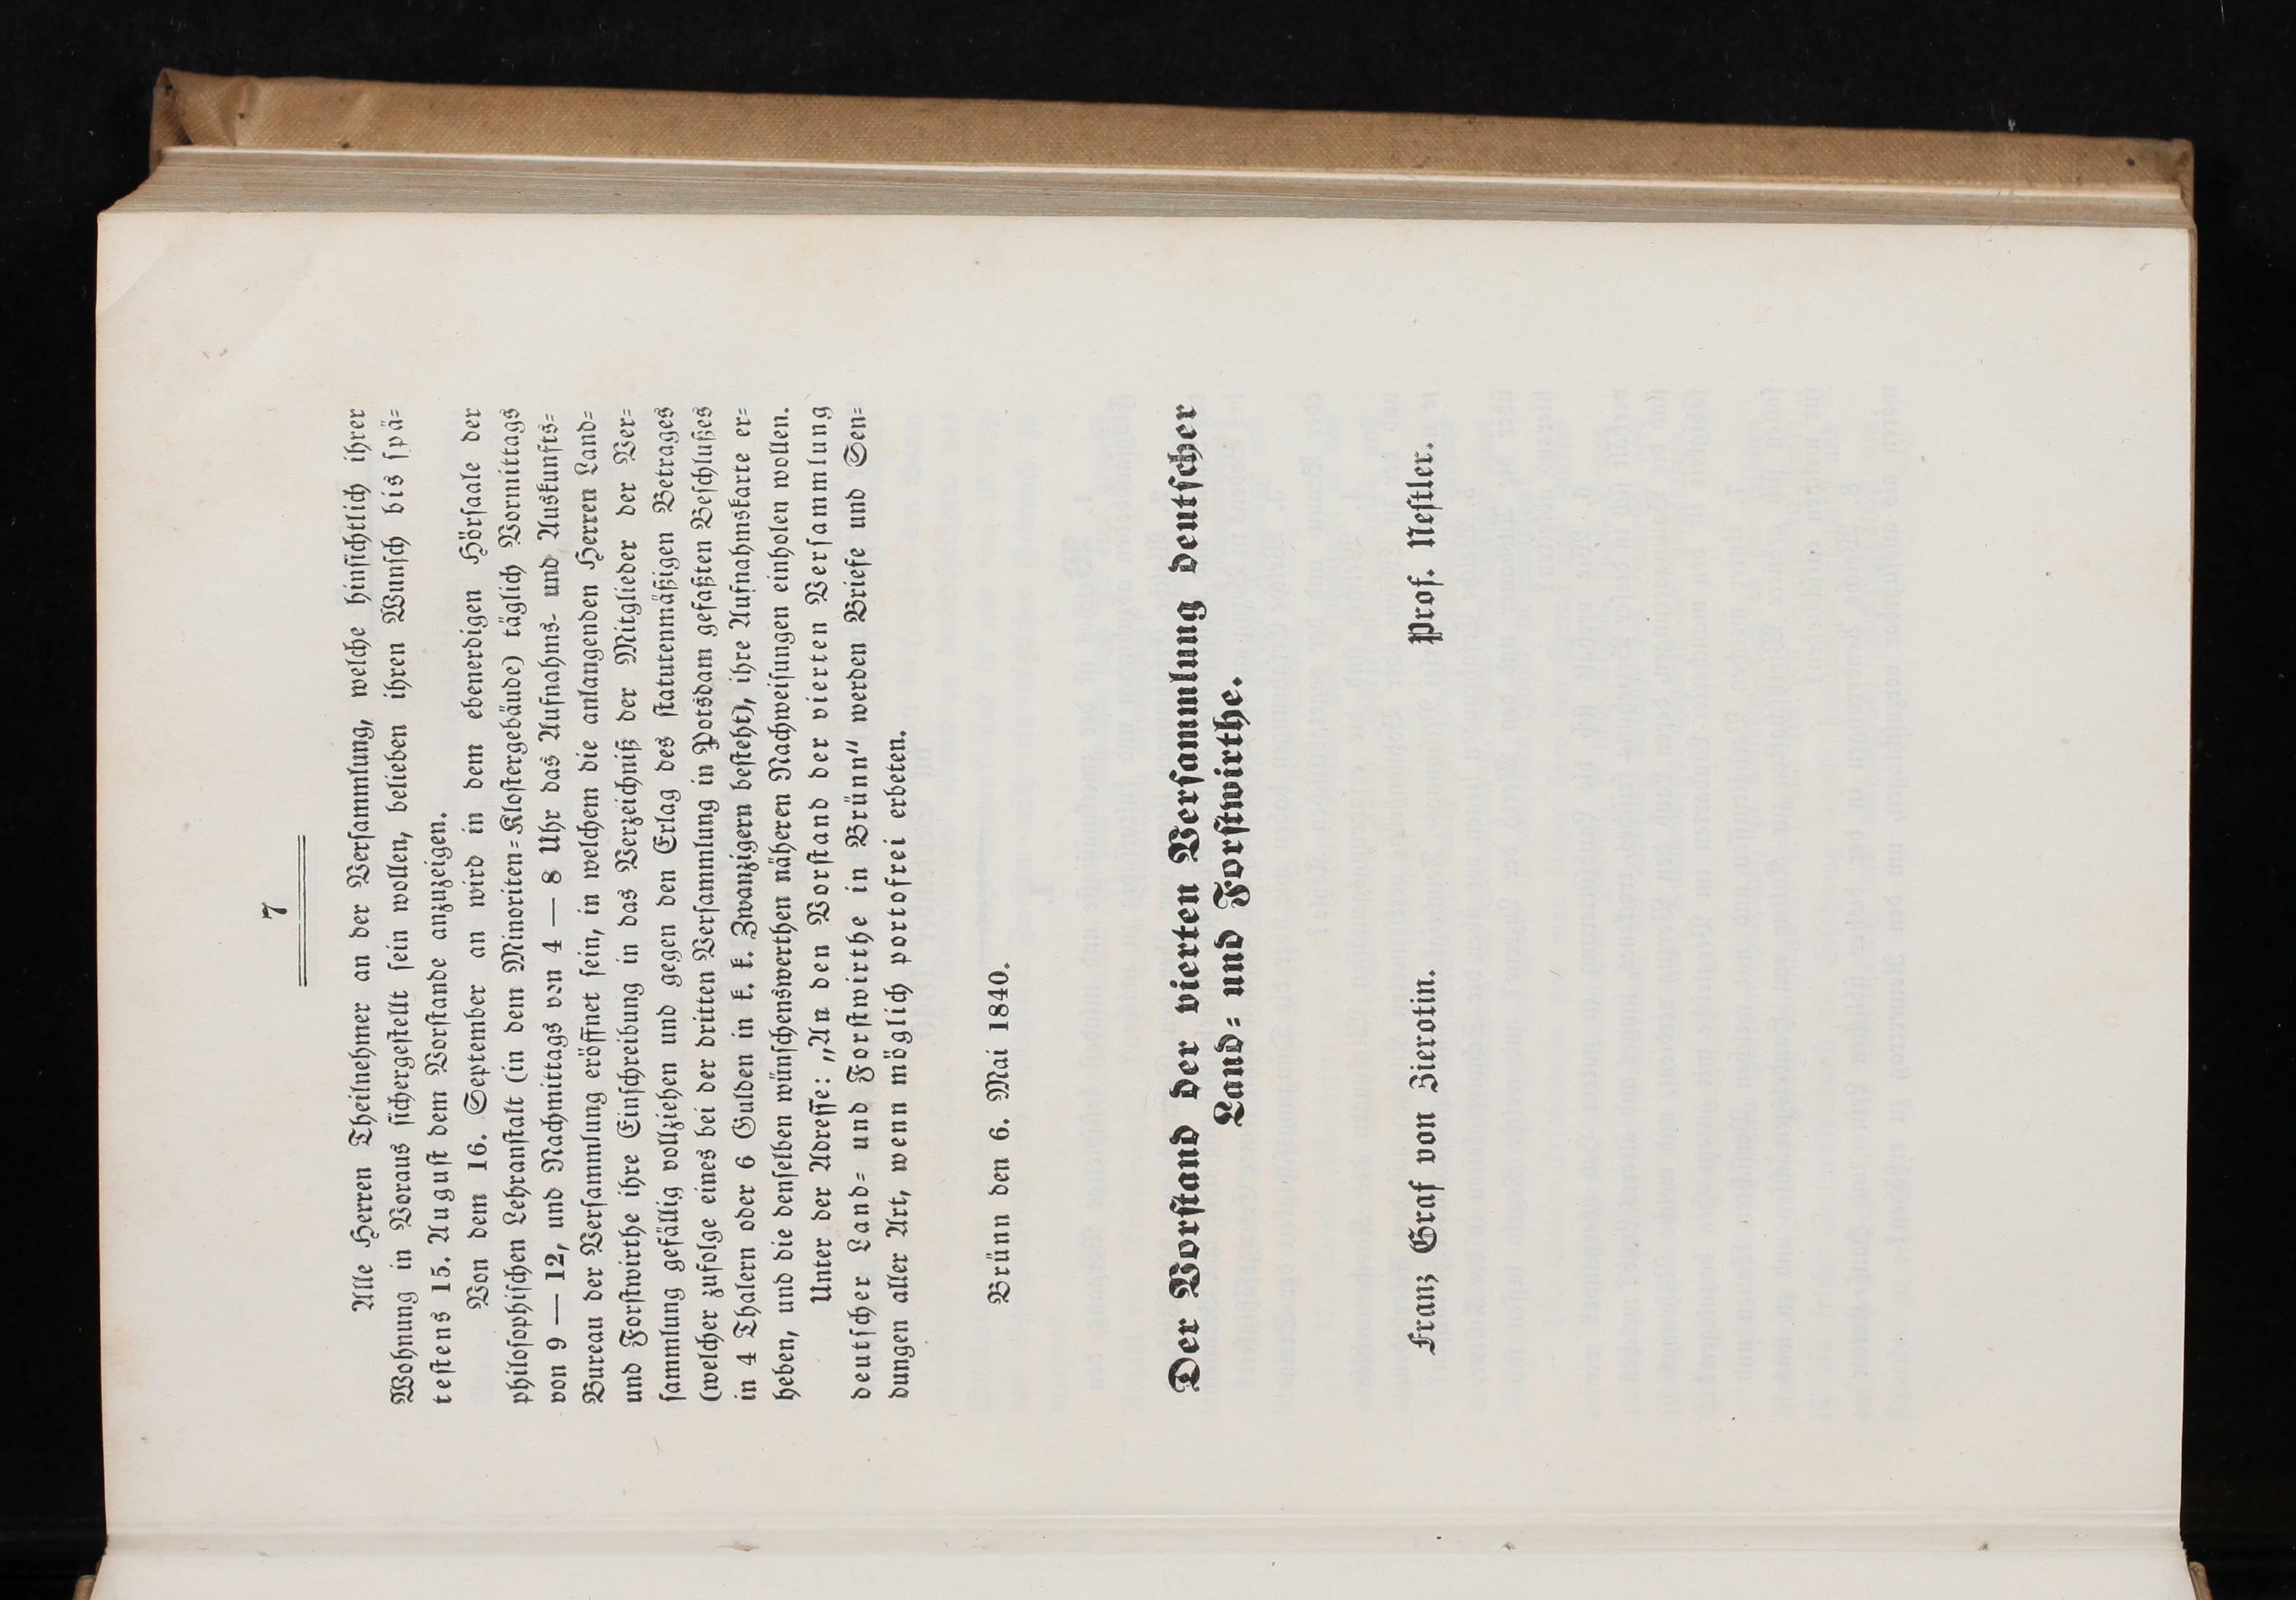 7
Alle Herren Theilnehmer an der Versammlung, welche hinsichtlich ihrer
Wohnung in Voraus sichergestellt sein wollen, belieben ihren Wunsch bis spä=
testens 15. August dem Vorstande anzuzeigen.
Von dem 16. September an wird in dem ebenerdigen Hörsaale der
philosophischen Lehranstalt (in dem Minoriten=Klostergebäude) täglich Vormittags
von 9 — 12, und Nachmittags von 4 — 8 Uhr das Aufnahms- und Auskunfts=
Bureau der Versammlung eröffnet sein, in welchem die anlangenden Herren Land=
und Forstwirthe ihre Einschreibung in das Verzeichniß der Mitglieder der Ver=
sammlung gefällig vollziehen und gegen den Erlag des statutenmäßigen Betrages
(welcher zufolge eines bei der dritten Versammlung in Potsdam gefaßten Beschlußes
in 4 Thalern oder 6 Gulden in k. k. Zwanzigern besteht), ihre Aufnahmskarte er=
heben, und die denselben wünschenswerthen näheren Nachweisungen einholen wollen.
Unter der Adresse: „An den Vorstand der vierten Versammlung
deutscher Land= und Forstwirthe in Brünn" werden Briefe und Sen=
dungen aller Art, wenn möglich portofrei erbeten.
Brünn den 6. Mai 1840.
Der Vorstand der vierten Versammlung deutscher
Land= und Forstwirthe.
Franz Graf von Zierotin. Prof. Nestler.